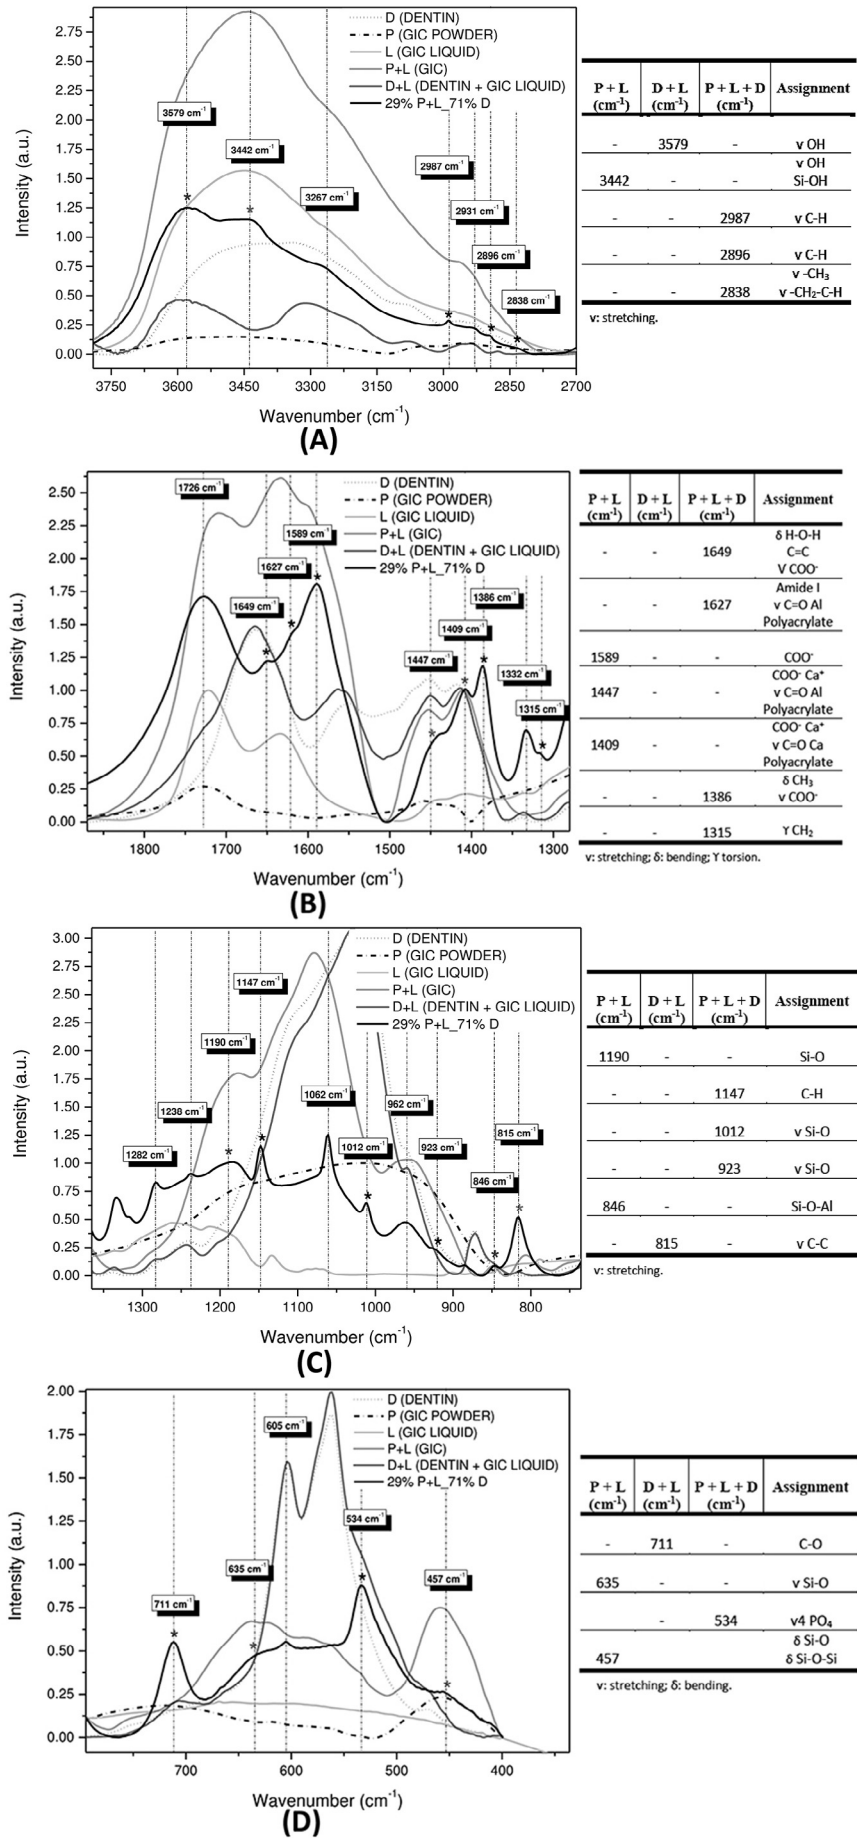 D (DENTIN)
P (GIC POWDER)
L (GIC LIQUID)
P+L (GIC)
D+L (DENTIN + GIC LIQUID)
29% P+L_71% D
3579 cm⁻¹
3442 cm⁻¹
3267 cm⁻¹
2987 cm⁻¹
2931 cm⁻¹
2896 cm⁻¹
2838 cm⁻¹
2.75
2.50
2.25
2.00
1.75
1.50
1.25
1.00
0.75
0.50
0.25
0.00
Intensity (a.u.)
3750 3600 3450 3300 3150 3000 2850 2700
Wavenumber (cm⁻¹)
(A)
P + L (cm⁻¹) D + L (cm⁻¹) P + L + D (cm⁻¹) Assignment
- 3579 - ν OH
ν OH
3442 - - Si-OH
- - 2987 ν C-H
- - 2896 ν C-H
ν -CH₃
- - 2838 ν -CH₂-C-H
ν: stretching.
D (DENTIN)
P (GIC POWDER)
L (GIC LIQUID)
P+L (GIC)
D+L (DENTIN + GIC LIQUID)
29% P+L_71% D
1726 cm⁻¹
1589 cm⁻¹
1627 cm⁻¹
1649 cm⁻¹
1386 cm⁻¹
1409 cm⁻¹
1447 cm⁻¹
1332 cm⁻¹
1315 cm⁻¹
2.50
2.25
2.00
1.75
1.50
1.25
1.00
0.75
0.50
0.25
0.00
Intensity (a.u.)
1800 1700 1600 1500 1400 1300
Wavenumber (cm⁻¹)
(B)
P + L (cm⁻¹) D + L (cm⁻¹) P + L + D (cm⁻¹) Assignment
δ H-O-H
- - 1649 C=C
V COO⁻
Amide I
- - 1627 ν C=O Al
Polyacrylate
1589 - - COO⁻
COO⁻ Ca⁺
1447 - - ν C=O Al
Polyacrylate
COO⁻ Ca⁺
1409 - - ν C=O Ca
Polyacrylate
δ CH₃
- - 1386 ν COO⁻
- - 1315 ϒ CH₂
ν: stretching; δ: bending; ϒ torsion.
D (DENTIN)
P (GIC POWDER)
L (GIC LIQUID)
P+L (GIC)
D+L (DENTIN + GIC LIQUID)
29% P+L_71% D
1147 cm⁻¹
1190 cm⁻¹
1238 cm⁻¹
1282 cm⁻¹
1062 cm⁻¹
962 cm⁻¹
1012 cm⁻¹
923 cm⁻¹
815 cm⁻¹
846 cm⁻¹
3.00
2.75
2.50
2.25
2.00
1.75
1.50
1.25
1.00
0.75
0.50
0.25
0.00
Intensity (a.u.)
1300 1200 1100 1000 900 800
Wavenumber (cm⁻¹)
(C)
P + L (cm⁻¹) D + L (cm⁻¹) P + L + D (cm⁻¹) Assignment
1190 - - Si-O
- - 1147 C-H
- - 1012 ν Si-O
- - 923 ν Si-O
846 - - Si-O-Al
- 815 - ν C-C
ν: stretching.
D (DENTIN)
P (GIC POWDER)
L (GIC LIQUID)
P+L (GIC)
D+L (DENTIN + GIC LIQUID)
29% P+L_71% D
605 cm⁻¹
534 cm⁻¹
635 cm⁻¹
457 cm⁻¹
711 cm⁻¹
2.00
1.75
1.50
1.25
1.00
0.75
0.50
0.25
0.00
Intensity (a.u.)
700 600 500 400
Wavenumber (cm⁻¹)
(D)
P + L (cm⁻¹) D + L (cm⁻¹) P + L + D (cm⁻¹) Assignment
- 711 - C-O
635 - - ν Si-O
- 534 ν4 PO₄
δ Si-O
457 δ Si-O-Si
ν: stretching; δ: bending.